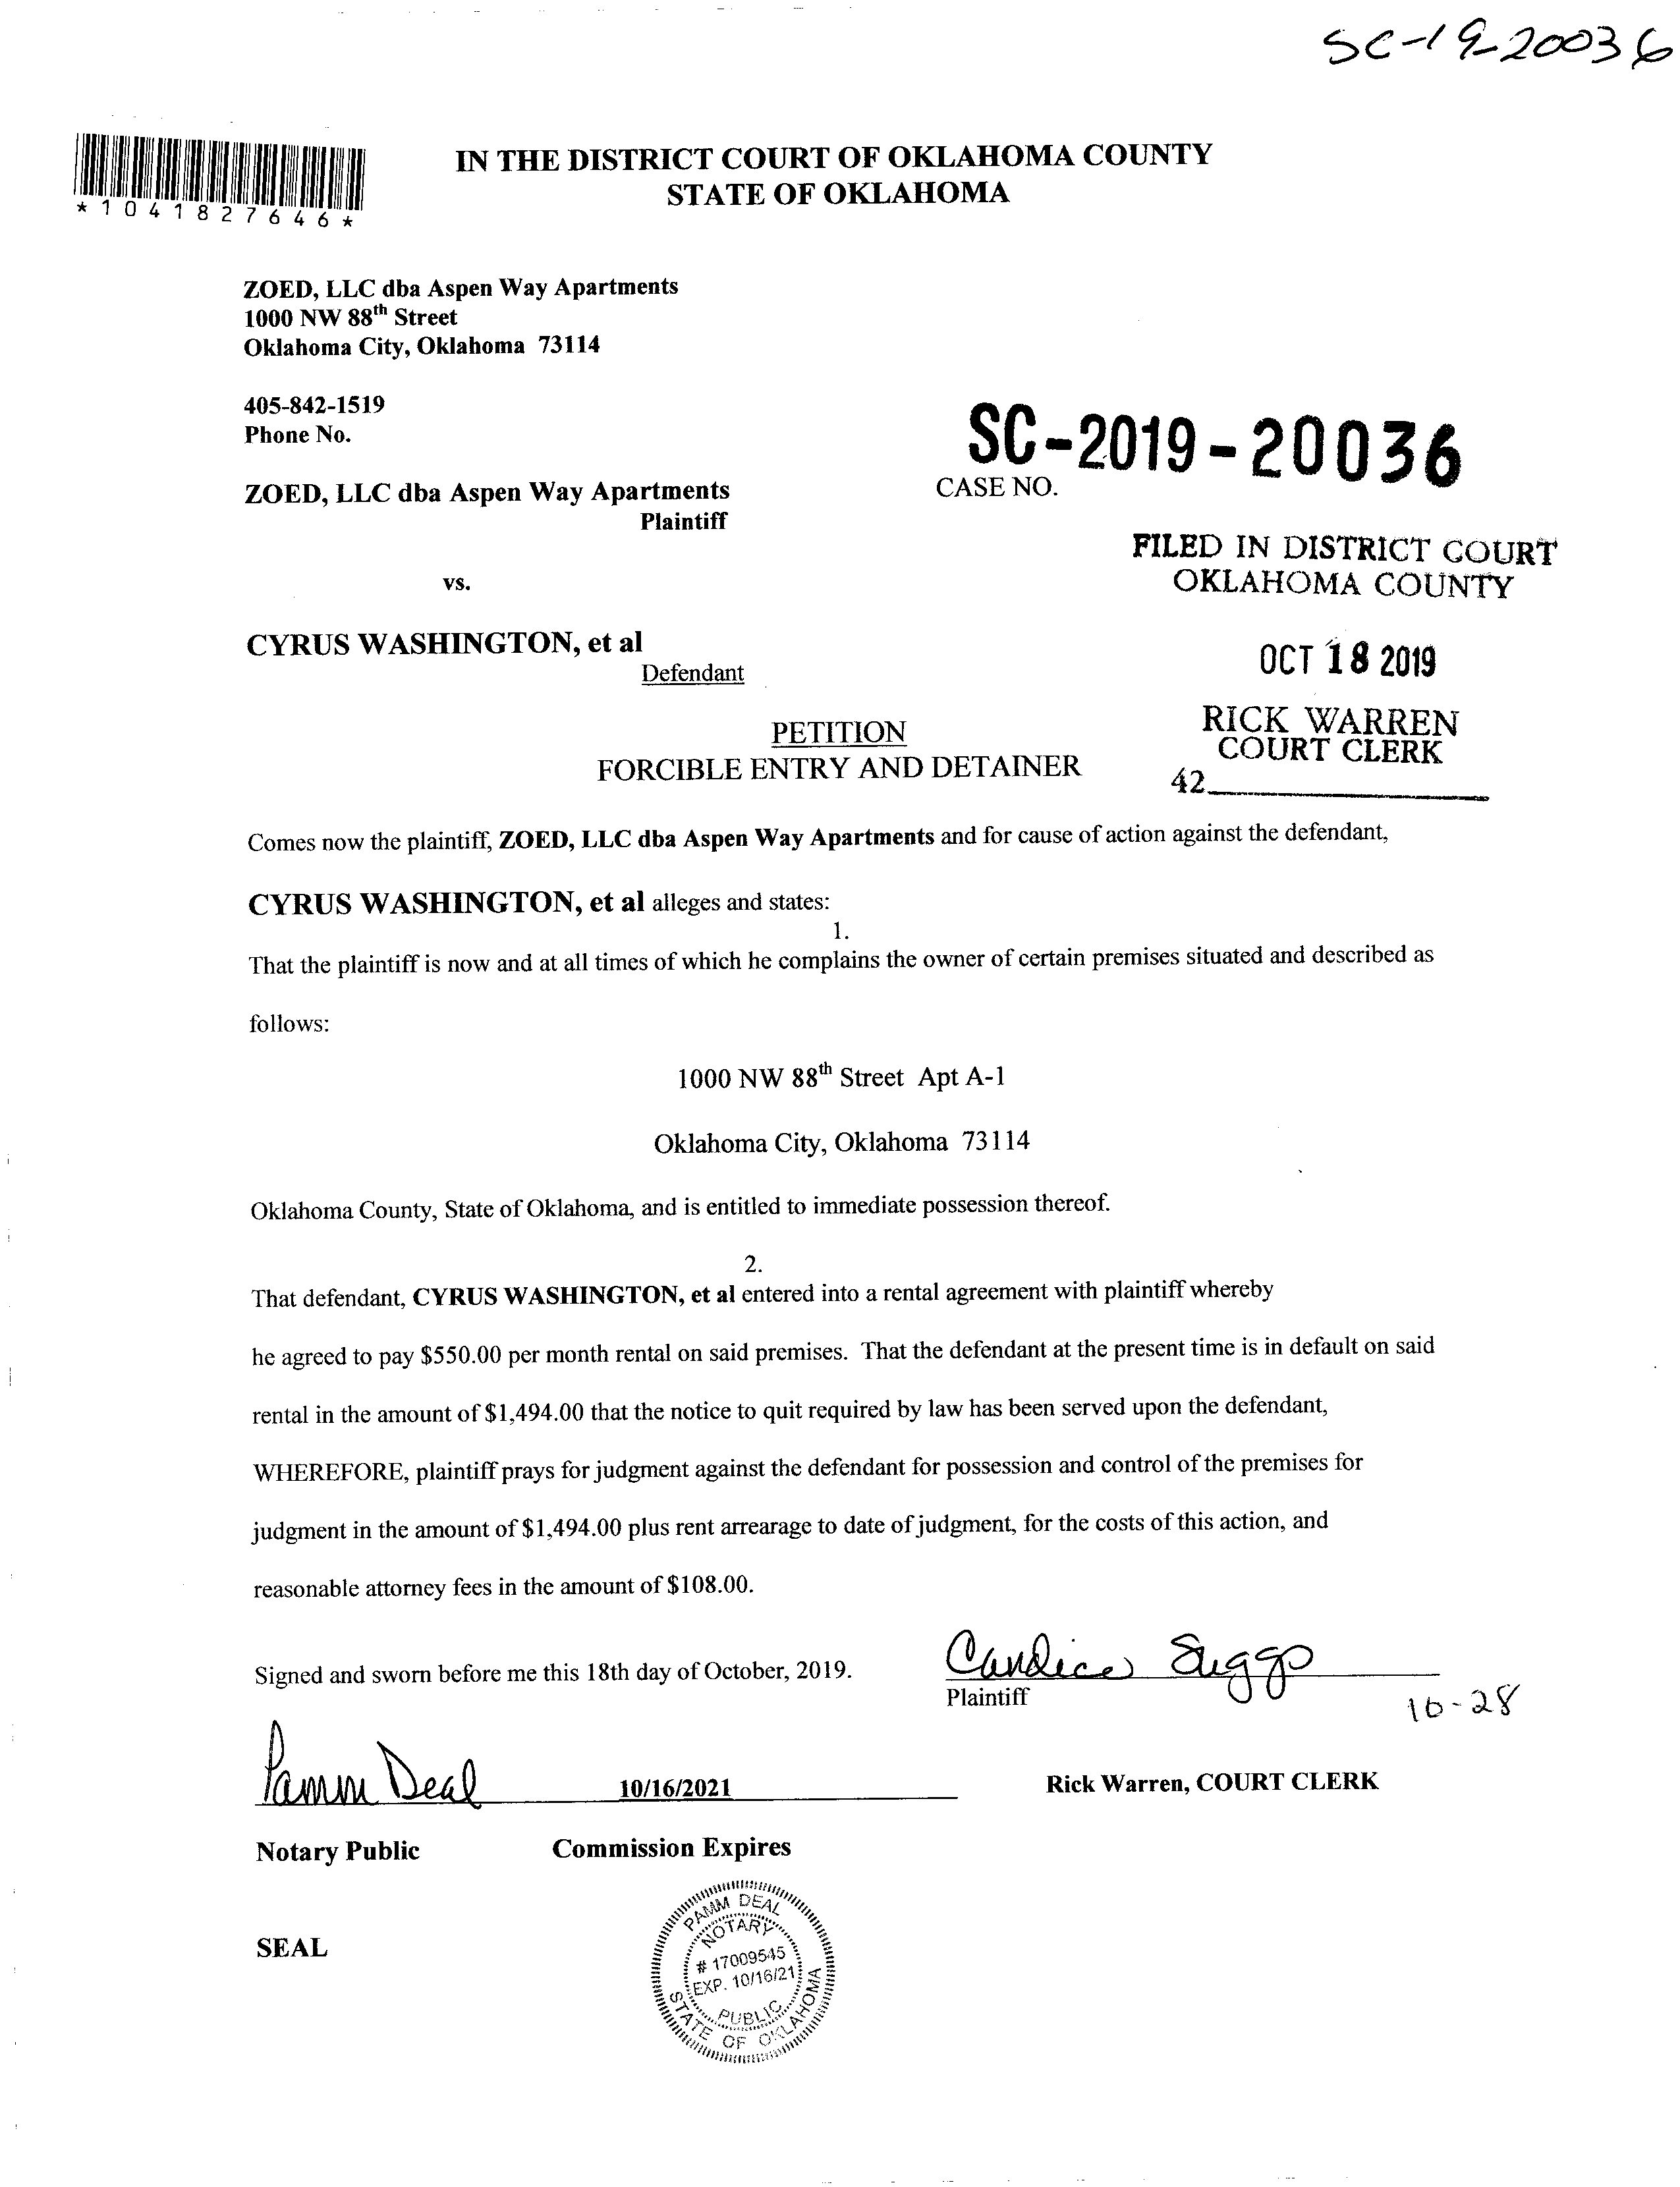 SC-19-20036
*1041827646*
IN THE DISTRICT COURT OF OKLAHOMA COUNTY
STATE OF OKLAHOMA
ZOED, LLC dba Aspen Way Apartments
1000 NW 88th Street
Oklahoma City, Oklahoma 73114
405-842-1519
Phone No.
SC-2019-20036
CASE NO.
ZOED, LLC dba Aspen Way Apartments
Plaintiff
FILED IN DISTRICT COURT
OKLAHOMA COUNTY
vs.
CYRUS WASHINGTON, et al
Defendant
OCT 18 2019
RICK WARREN
COURT CLERK
42
PETITION
FORCIBLE ENTRY AND DETAINER
Comes now the plaintiff, ZOED, LLC dba Aspen Way Apartments and for cause of action against the defendant,
CYRUS WASHINGTON, et al alleges and states:
1.
That the plaintiff is now and at all times of which he complains the owner of certain premises situated and described as
follows:
1000 NW 88th Street Apt A-1
Oklahoma City, Oklahoma 73114
Oklahoma County, State of Oklahoma, and is entitled to immediate possession thereof.
2.
That defendant, CYRUS WASHINGTON, et al entered into a rental agreement with plaintiff whereby
he agreed to pay $550.00 per month rental on said premises. That the defendant at the present time is in default on said
rental in the amount of $1,494.00 that the notice to quit required by law has been served upon the defendant,
WHEREFORE, plaintiff prays for judgment against the defendant for possession and control of the premises for
judgment in the amount of $1,494.00 plus rent arrearage to date of judgment, for the costs of this action, and
reasonable attorney fees in the amount of $108.00.
Signed and sworn before me this 18th day of October, 2019.
Candice Suggs
Plaintiff
10-28
Pamm Deal
10/16/2021
Rick Warren, COURT CLERK
Notary Public
Commission Expires
SEAL
PAMM DEAL
NOTARY
# 17009545
EXP. 10/16/21
PUBLIC
STATE OF OKLAHOMA